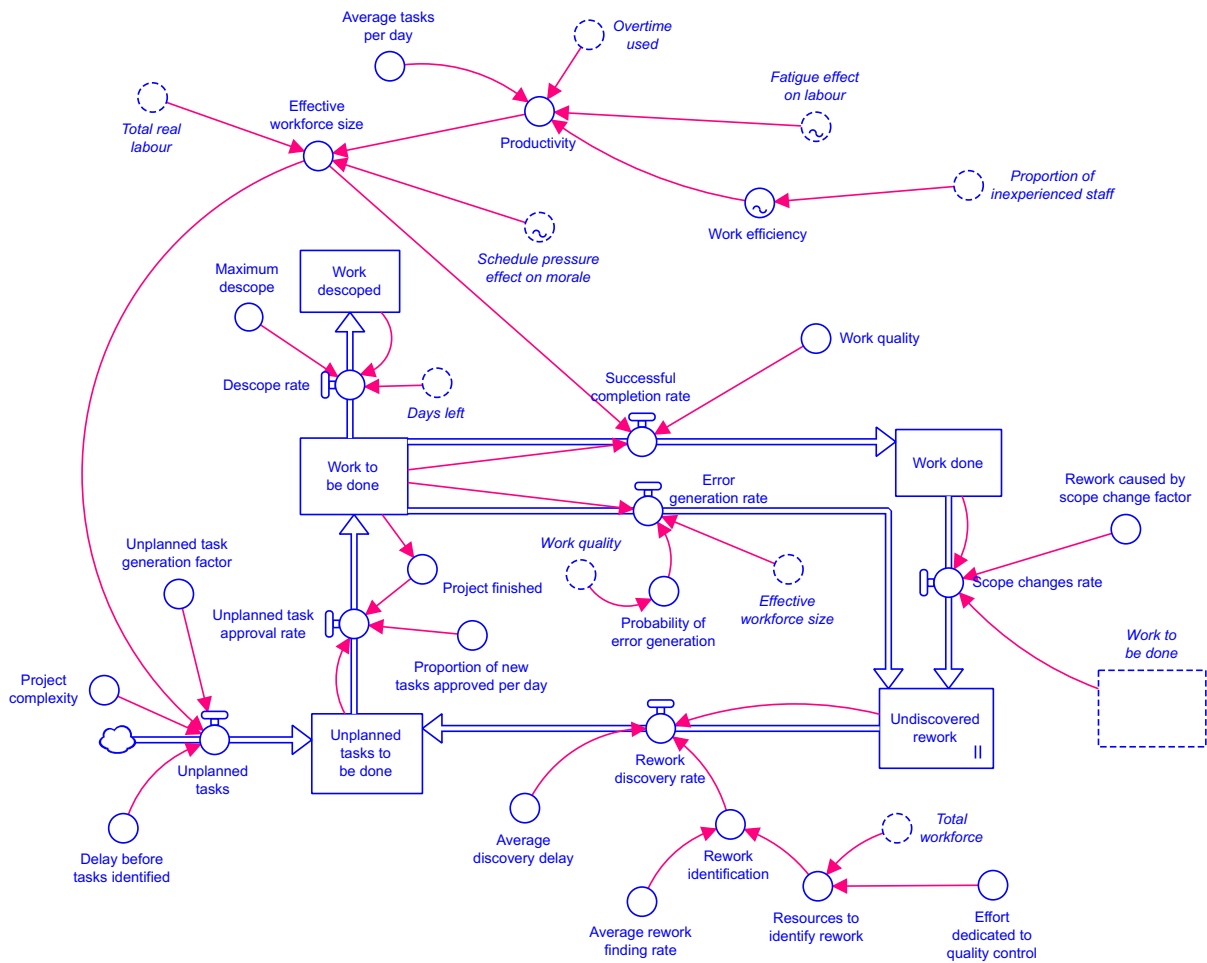 Average tasks
per day
Overtime
used
Fatigue effect
on labour
Total real
labour
Effective
workforce size
Productivity
Proportion of
inexperienced staff
Work efficiency
Schedule pressure
effect on morale
Maximum
descope
Work
descoped
Work quality
Descope rate
Days left
Successful
completion rate
Work to
be done
Work done
Error
generation rate
Rework caused by
scope change factor
Unplanned task
generation factor
Work quality
Project finished
Scope changes rate
Unplanned task
approval rate
Effective
workforce size
Probability of
error generation
Work to
be done
Proportion of new
tasks approved per day
Project
complexity
Unplanned
tasks to
be done
Undiscovered
rework
Unplanned
tasks
Rework
discovery rate
Average
discovery delay
Total
workforce
Delay before
tasks identified
Rework
identification
Average rework
finding rate
Resources to
identify rework
Effort
dedicated to
quality control